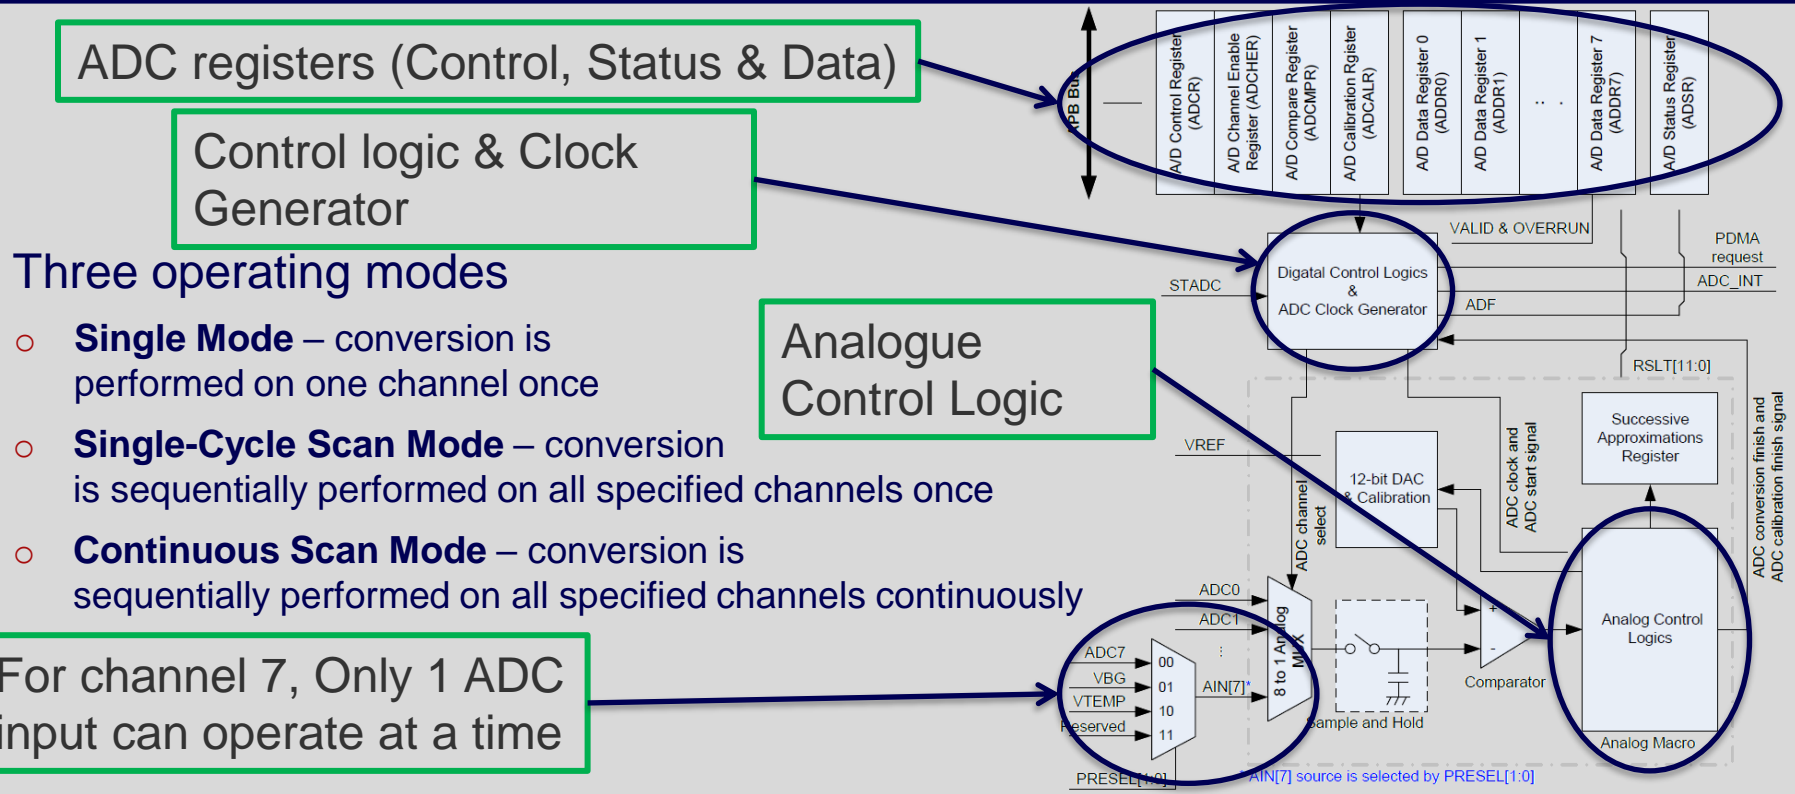 ADC registers (Control, Status & Data)
Control logic & Clock
Generator
Three operating modes
o Single Mode – conversion is
performed on one channel once
o Single-Cycle Scan Mode – conversion
is sequentially performed on all specified channels once
o Continuous Scan Mode – conversion is
sequentially performed on all specified channels continuously
For channel 7, Only 1 ADC
input can operate at a time
Analogue
Control Logic
APB Bus
A/D Control Register
(ADCR)
A/D Channel Enable
Register (ADCHER)
A/D Compare Register
(ADCMPR)
A/D Calibration Rgister
(ADCALR)
A/D Data Register 0
(ADDR0)
A/D Data Register 1
(ADDR1)
:: .
A/D Data Register 7
(ADDR7)
A/D Status Register
(ADSR)
VALID & OVERRUN
PDMA
request
ADC_INT
ADF
STADC
Digatal Control Logics
&
ADC Clock Generator
RSLT[11:0]
VREF
ADC channel
select
12-bit DAC
& Calibration
ADC clock and
ADC start signal
Successive
Approximations
Register
ADC conversion finish and
ADC calibration finish signal
ADC0
ADC1
⋮
8 to 1 Analog
MUX
ADC7
VBG
VTEMP
Reserved
00
01
10
11
AIN[7]*
PRESEL[1:0]
Sample and Hold
+
-
Comparator
Analog Control
Logics
Analog Macro
* AIN[7] source is selected by PRESEL[1:0]